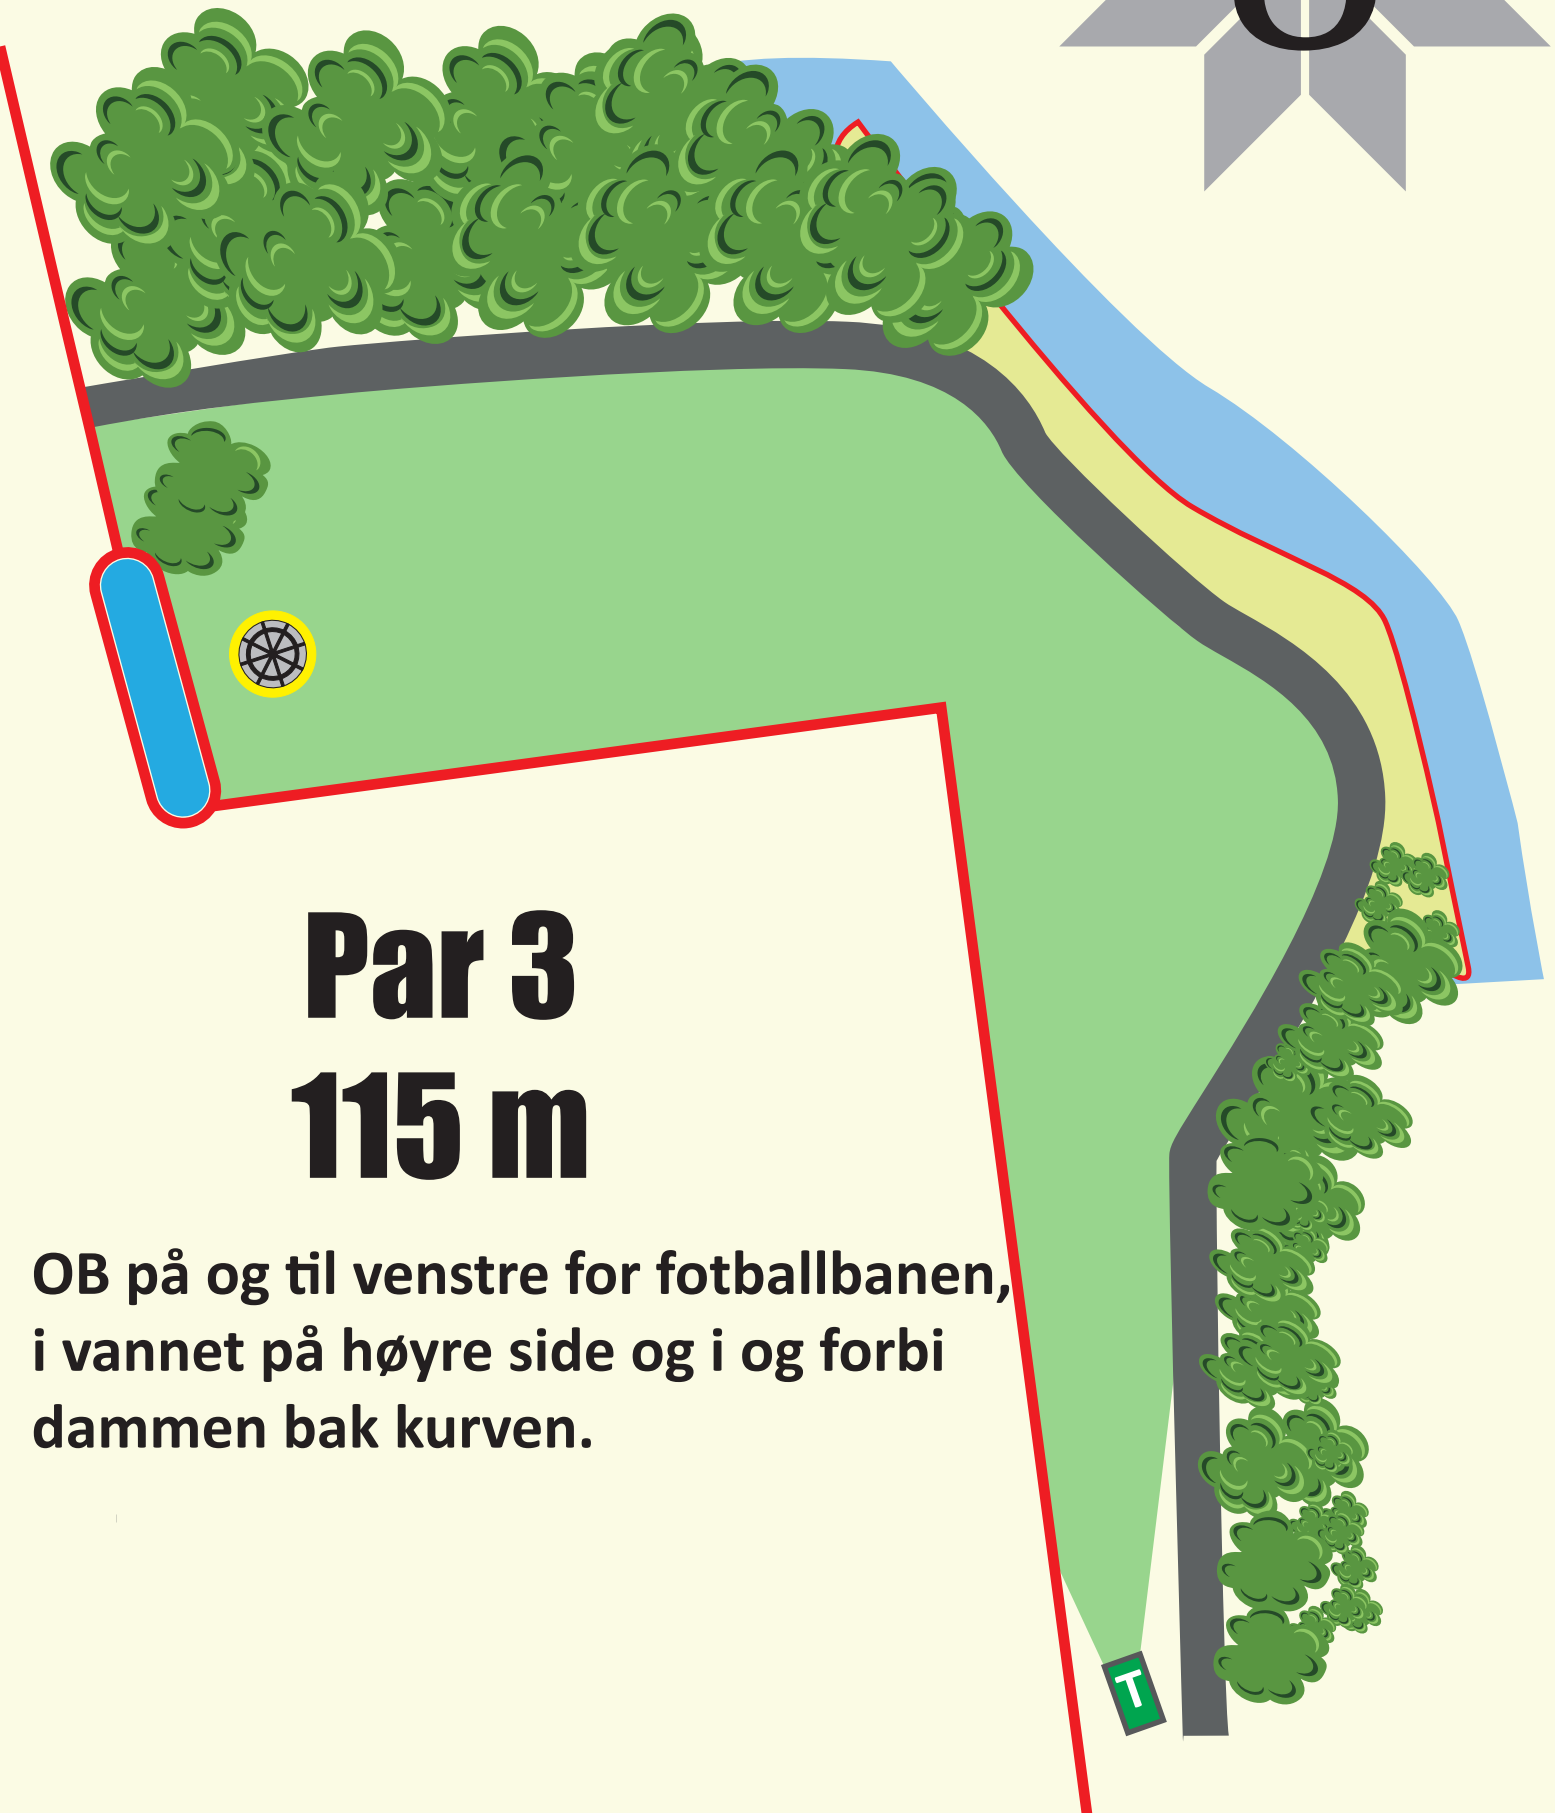 Par 3
115 m
OB på og til venstre for fotballbanen,
i vannet på høyre side og i og forbi
dammen bak kurven.
T